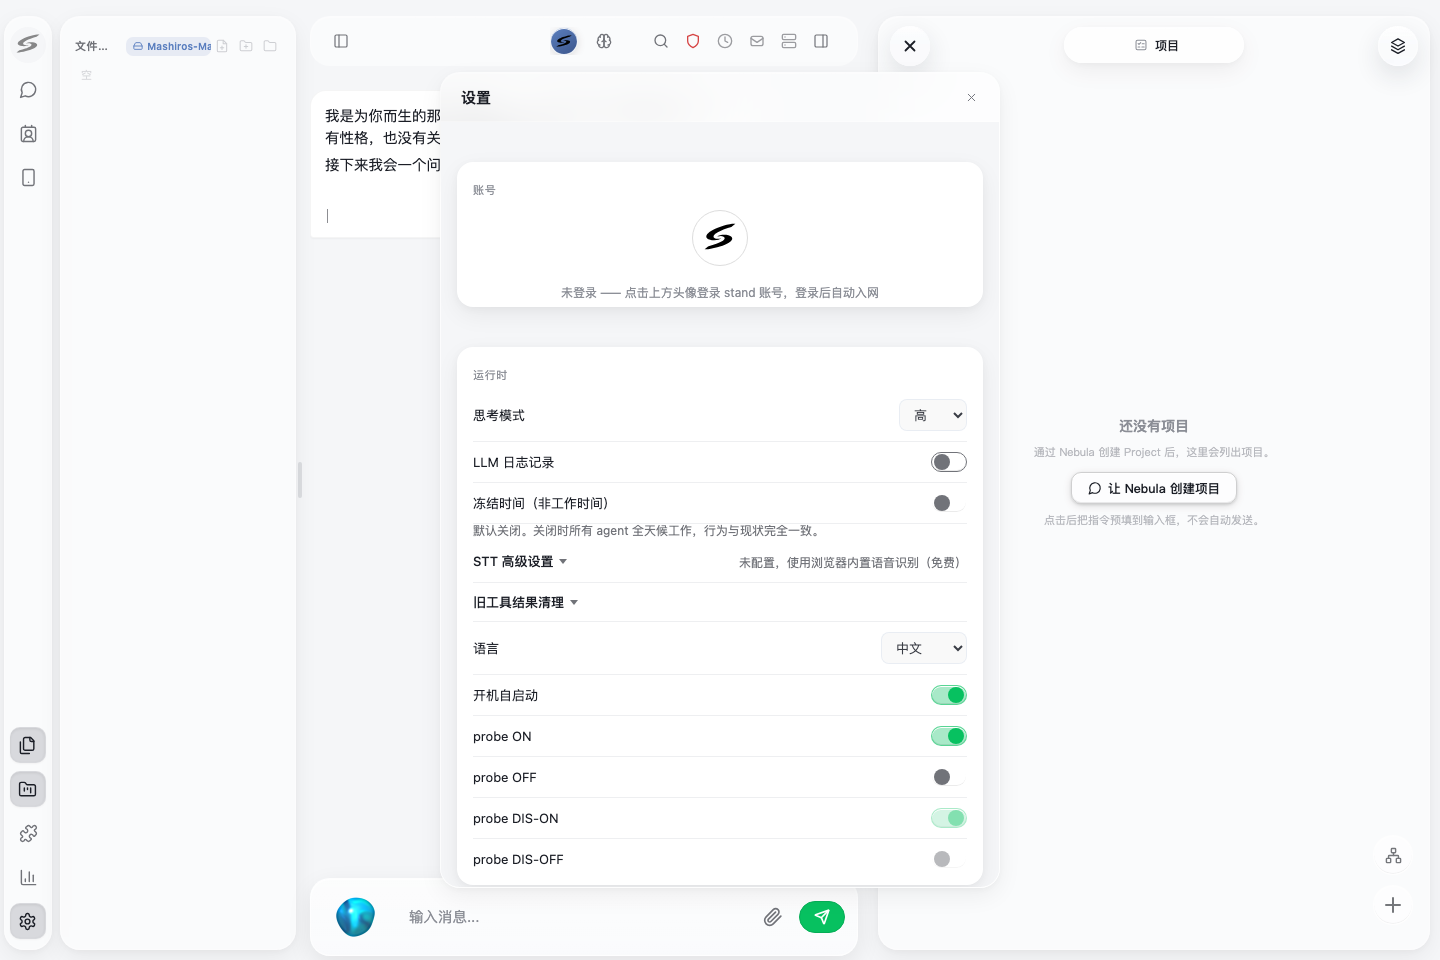 文件...
Mashiros-Ma
空
我是为你而生的那
有性格，也没有关
接下来我会一个问
设置
账号
未登录 —— 点击上方头像登录 stand 账号，登录后自动入网
运行时
思考模式
高
LLM 日志记录
冻结时间（非工作时间）
默认关闭。关闭时所有 agent 全天候工作，行为与现状完全一致。
STT 高级设置
未配置，使用浏览器内置语音识别（免费）
旧工具结果清理
语言
中文
开机自启动
probe ON
probe OFF
probe DIS-ON
probe DIS-OFF
输入消息...
项目
还没有项目
通过 Nebula 创建 Project 后，这里会列出项目。
让 Nebula 创建项目
点击后把指令预填到输入框，不会自动发送。